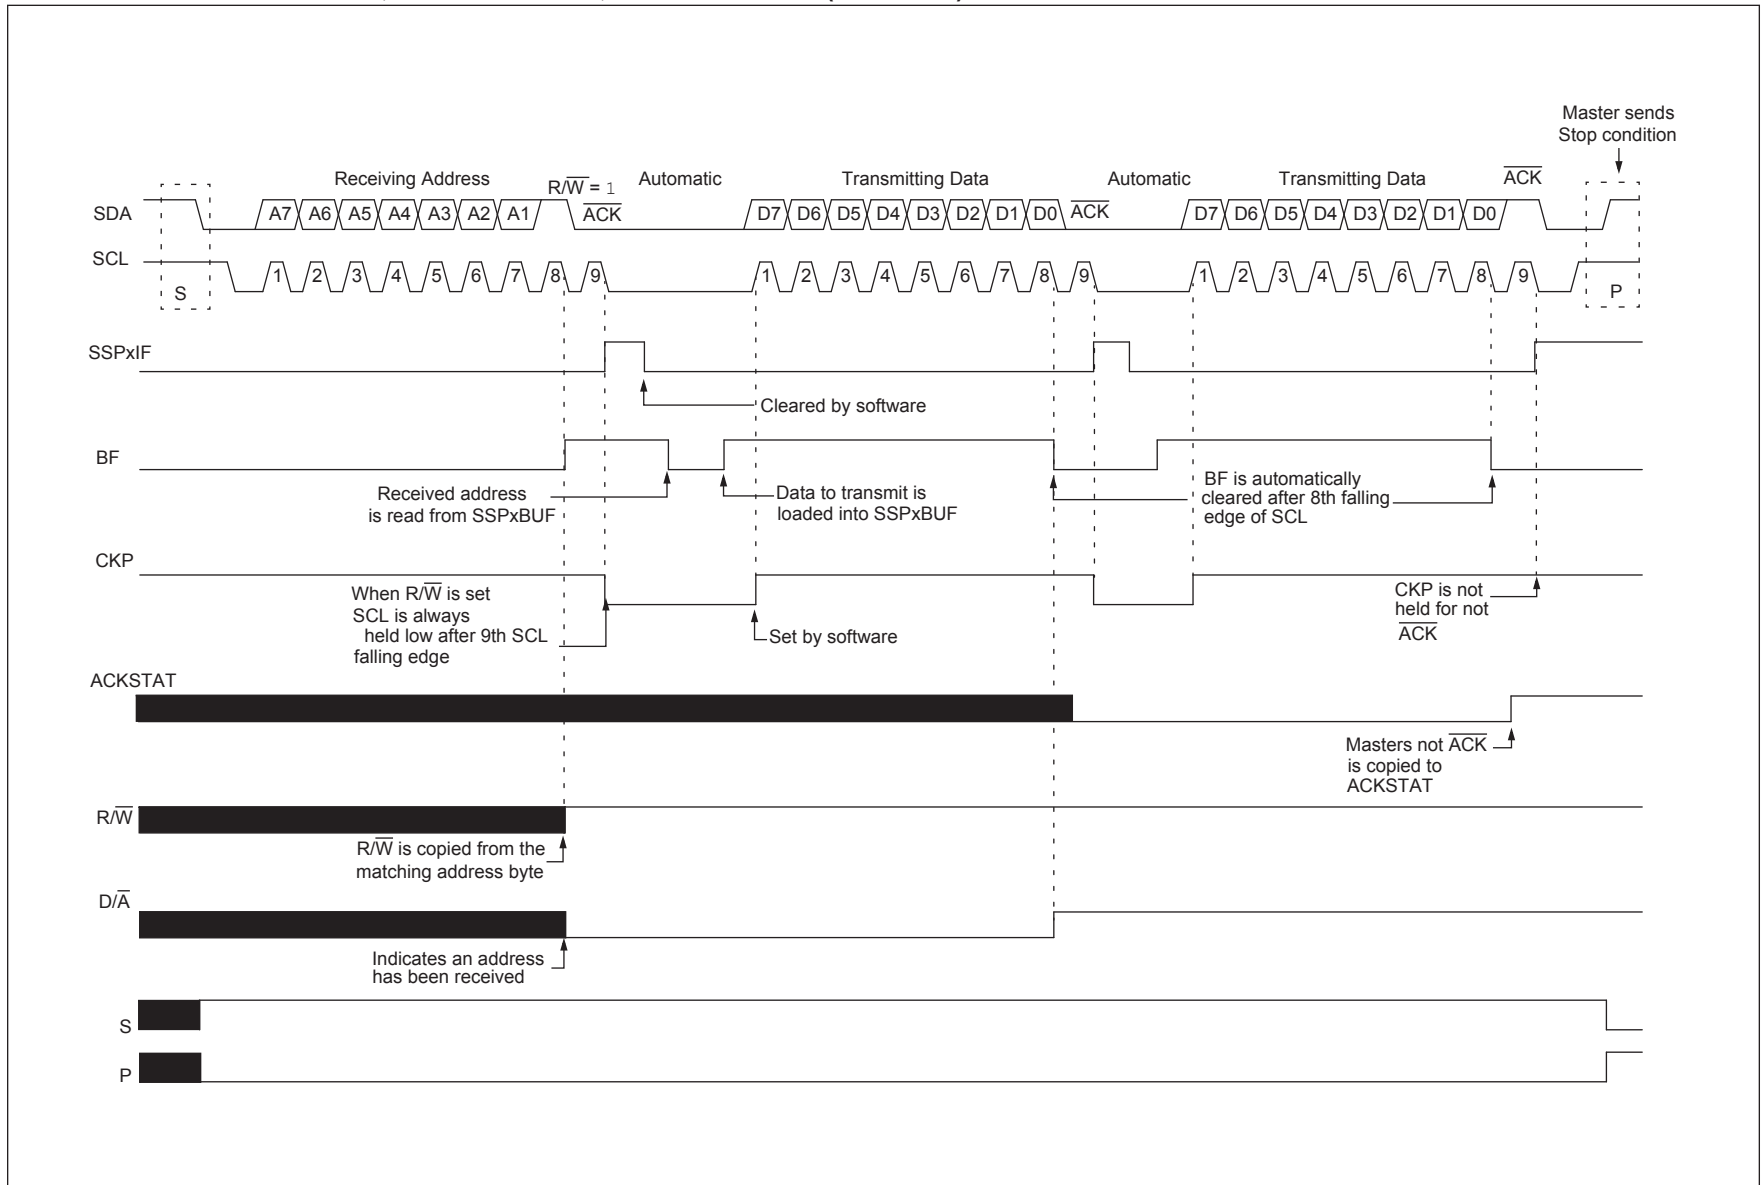 Master sends
Stop condition
Receiving Address
R/W̅ = 1
Automatic
Transmitting Data
Automatic
Transmitting Data
A̅C̅K̅
SDA
A7 A6 A5 A4 A3 A2 A1
A̅C̅K̅
D7 D6 D5 D4 D3 D2 D1 D0
A̅C̅K̅
D7 D6 D5 D4 D3 D2 D1 D0
SCL
S
1 2 3 4 5 6 7 8 9
1 2 3 4 5 6 7 8 9
1 2 3 4 5 6 7 8 9
P
SSPxIF
Cleared by software
BF
Received address
is read from SSPxBUF
Data to transmit is
loaded into SSPxBUF
BF is automatically
cleared after 8th falling
edge of SCL
CKP
When R/W̅ is set
SCL is always
held low after 9th SCL
falling edge
Set by software
CKP is not
held for not
A̅C̅K̅
ACKSTAT
Masters not A̅C̅K̅
is copied to
ACKSTAT
R/W̅
R/W̅ is copied from the
matching address byte
D/A̅
Indicates an address
has been received
S
P